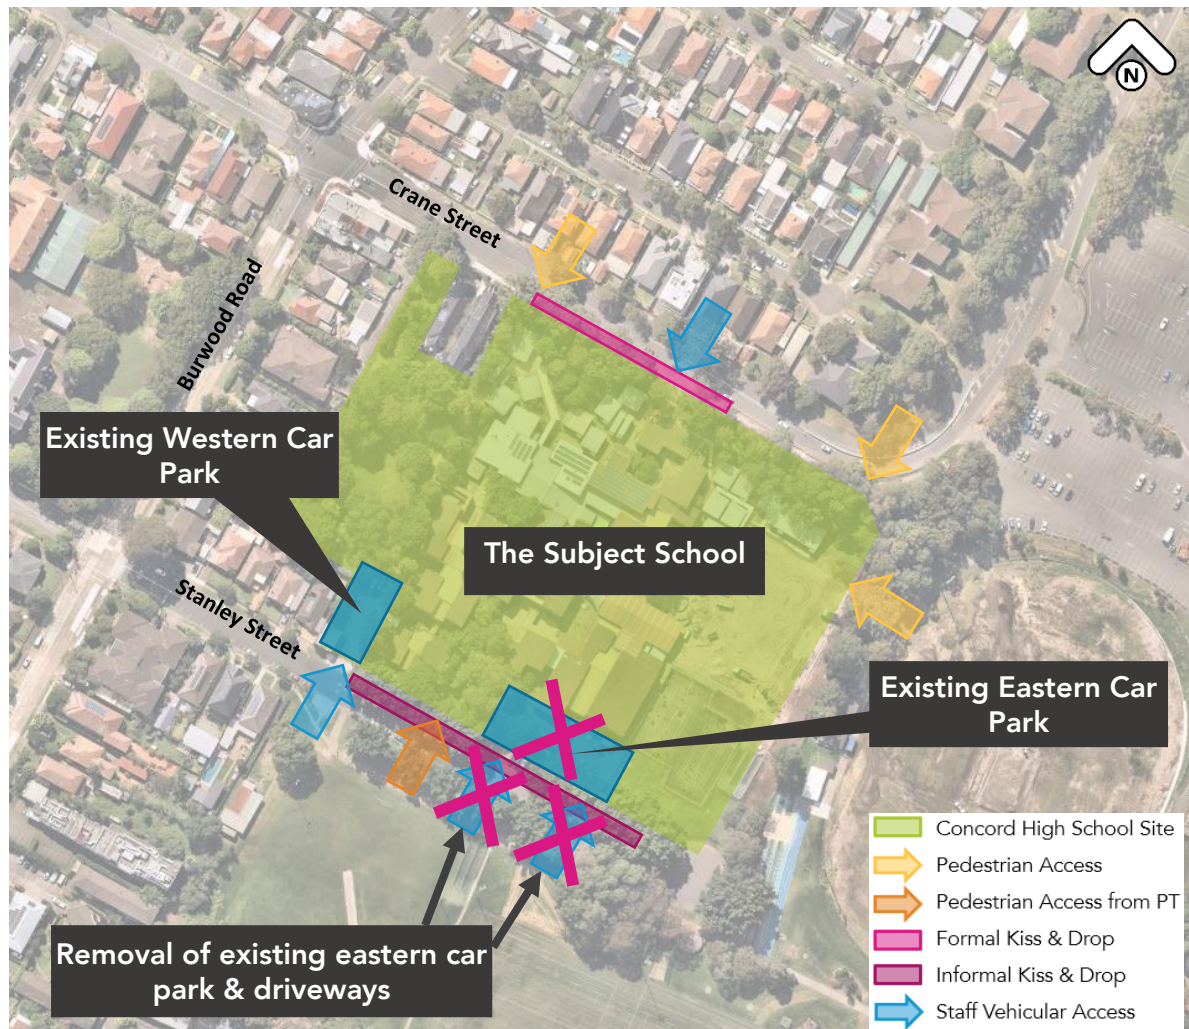 N
Crane Street
Burwood Road
Existing Western Car
Park
The Subject School
Stanley Street
Existing Eastern Car
Park
Removal of existing eastern car
park & driveways
Concord High School Site
Pedestrian Access
Pedestrian Access from PT
Formal Kiss & Drop
Informal Kiss & Drop
Staff Vehicular Access